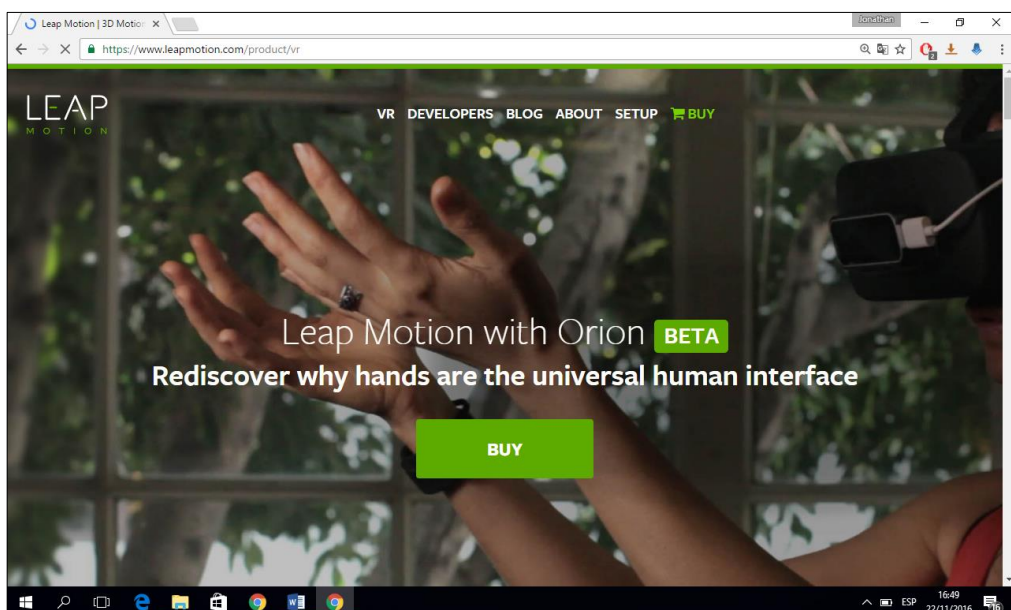 Leap Motion | 3D Motio
Jonathan
https://www.leapmotion.com/product/vr
2
LEAP
MOTION
VR DEVELOPERS BLOG ABOUT SETUP BUY
Leap Motion with Orion BETA
Rediscover why hands are the universal human interface
BUY
ESP
16:49
22/11/2016
16